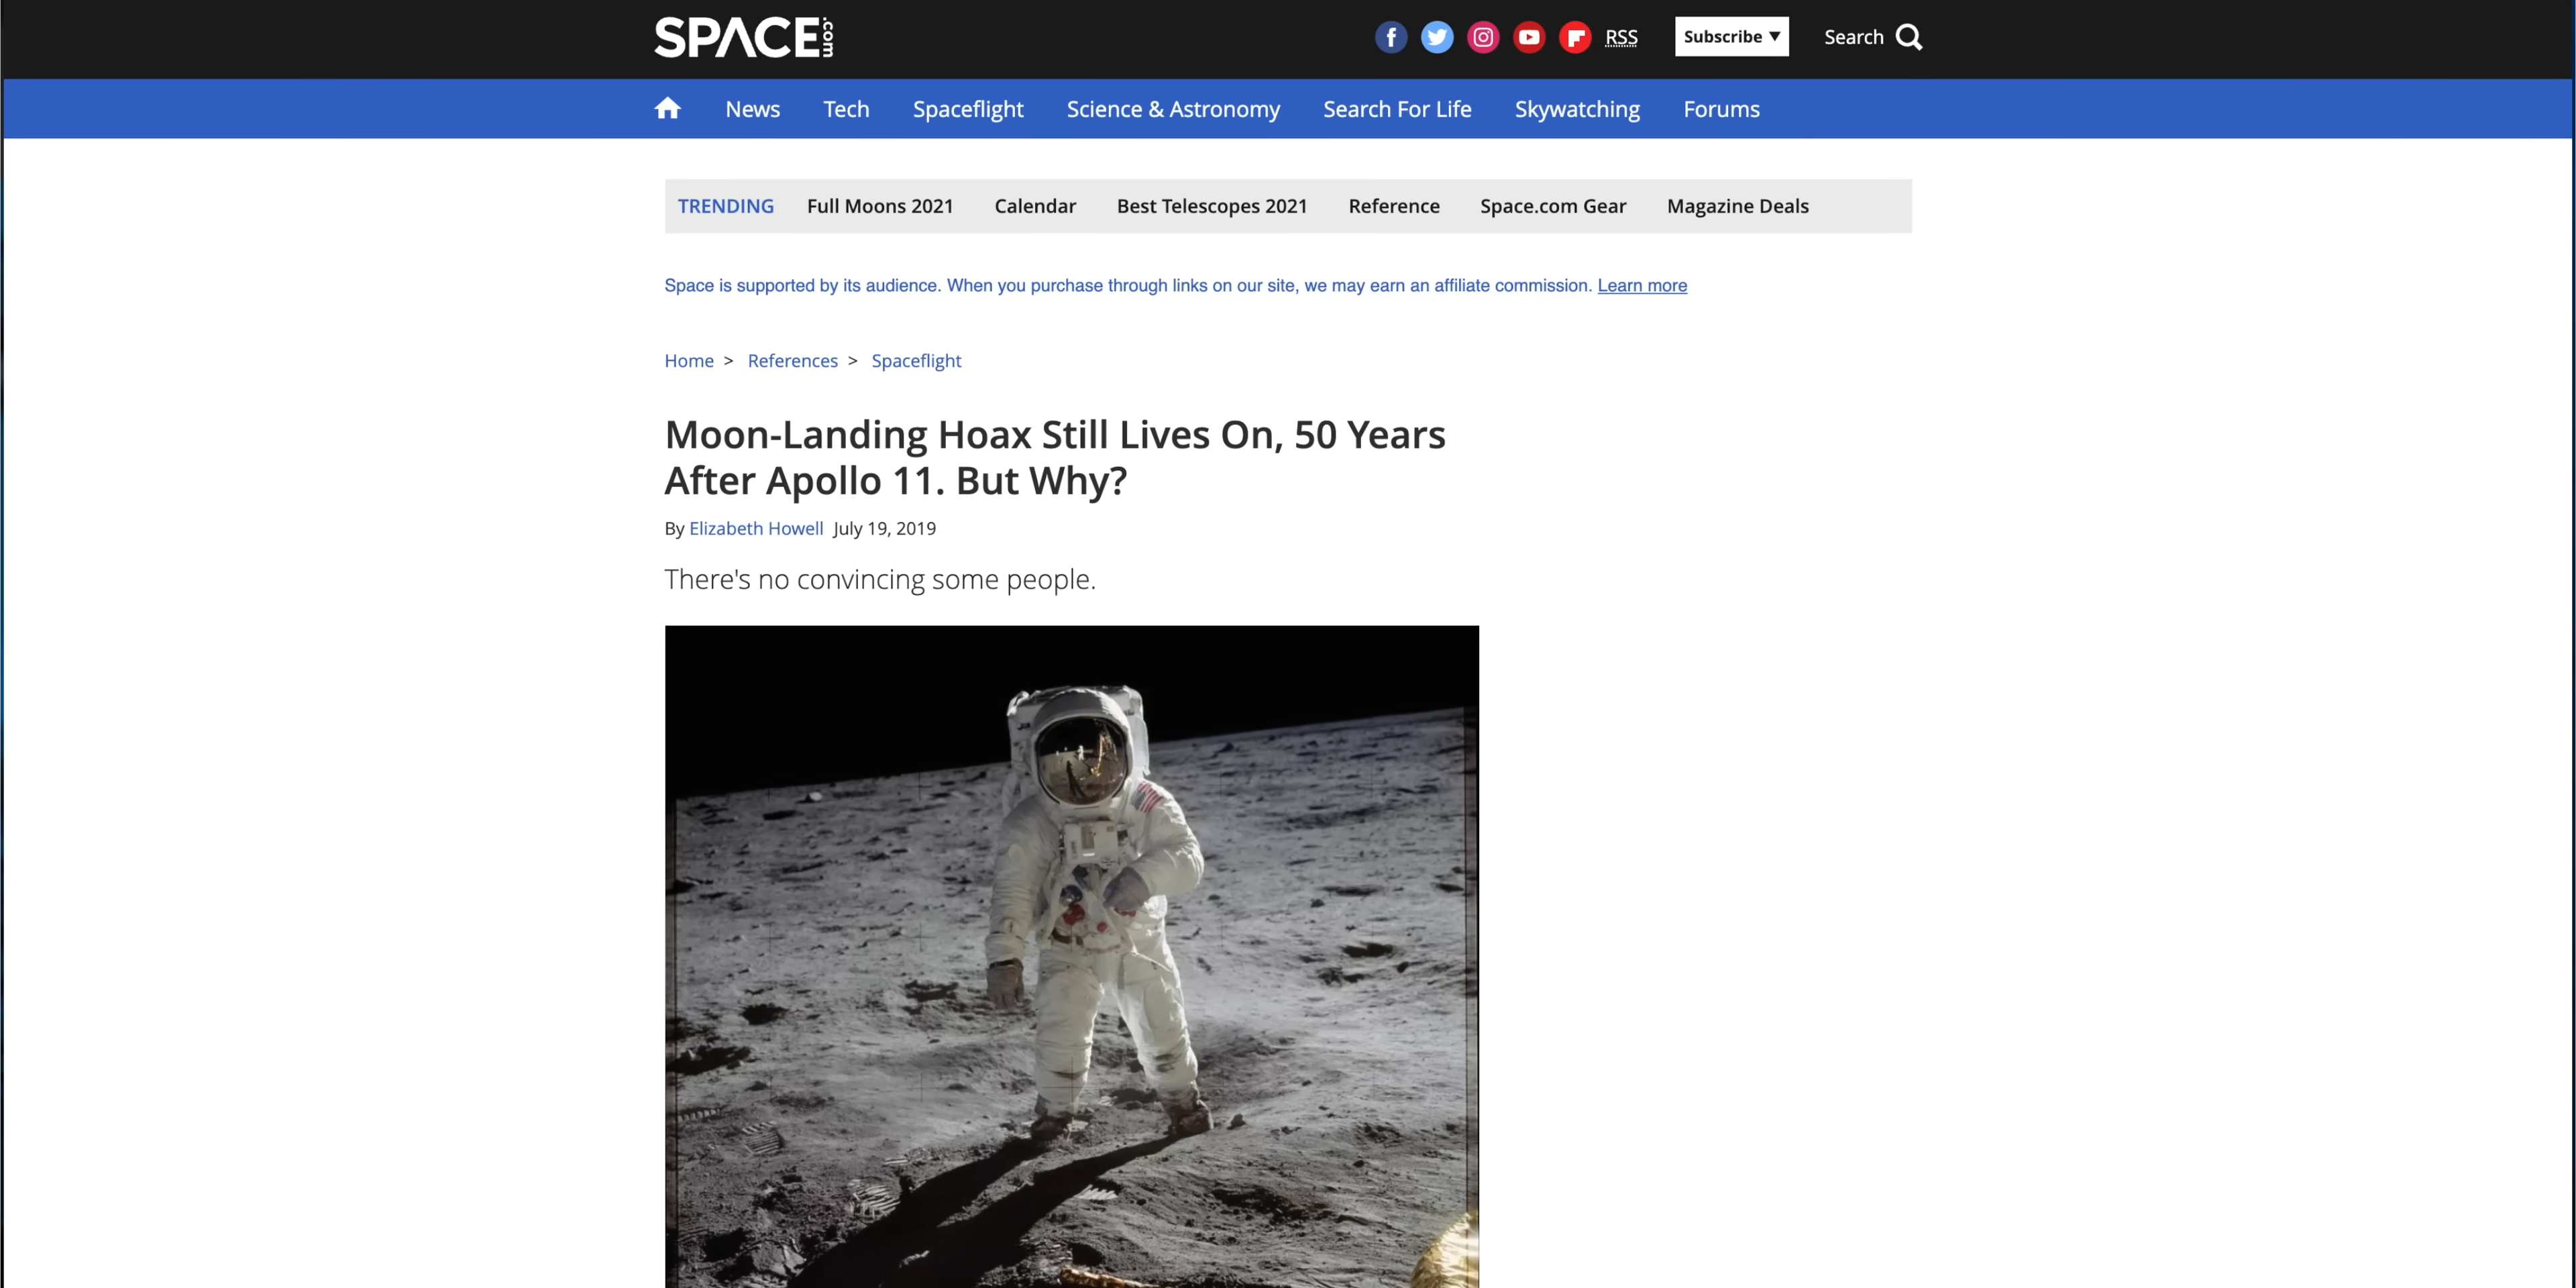 SPACE.com
RSS
Subscribe ▼
Search
News Tech Spaceflight Science & Astronomy Search For Life Skywatching Forums
TRENDING Full Moons 2021 Calendar Best Telescopes 2021 Reference Space.com Gear Magazine Deals
Space is supported by its audience. When you purchase through links on our site, we may earn an affiliate commission. Learn more
Home > References > Spaceflight
Moon-Landing Hoax Still Lives On, 50 Years
After Apollo 11. But Why?
By Elizabeth Howell July 19, 2019
There's no convincing some people.